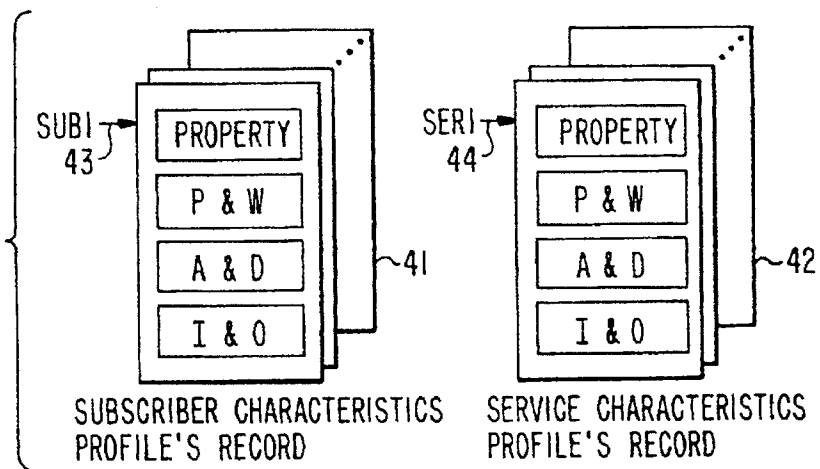 SUBI
43
PROPERTY
P & W
A & D
I & O
41
SUBSCRIBER CHARACTERISTICS
PROFILE'S RECORD
SERI
44
PROPERTY
P & W
A & D
I & O
42
SERVICE CHARACTERISTICS
PROFILE'S RECORD